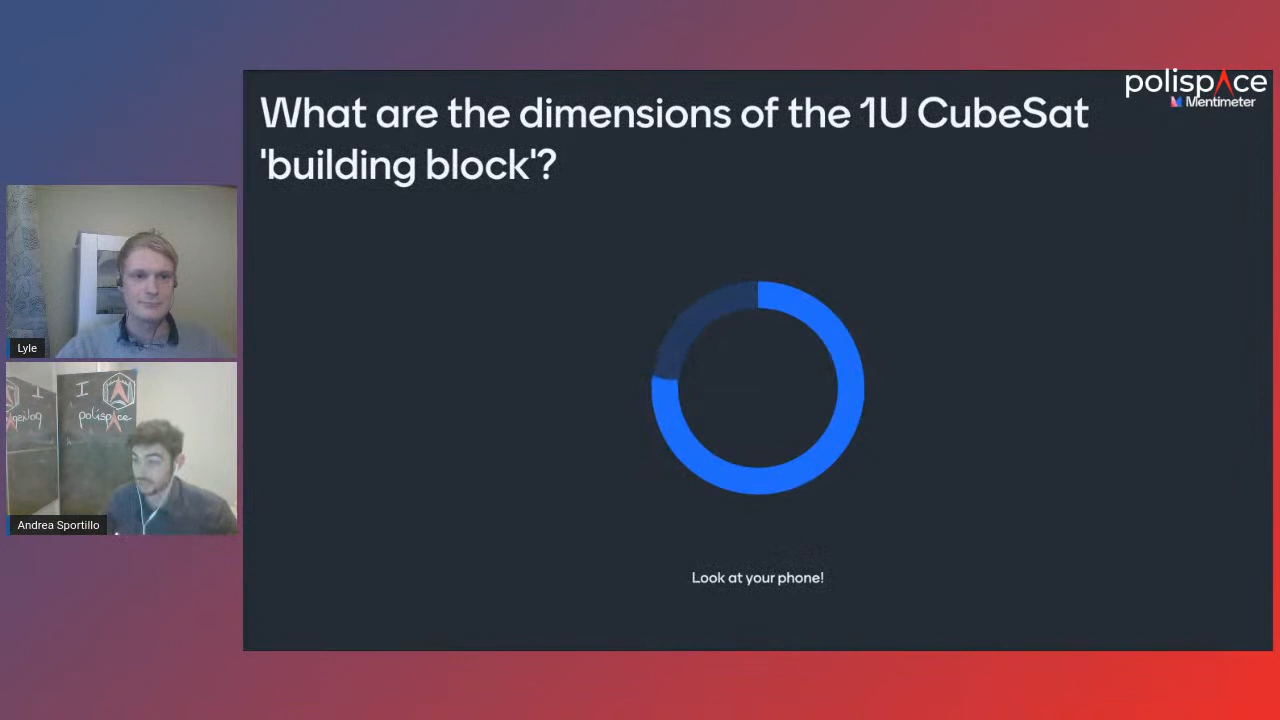 polispace
Mentimeter
What are the dimensions of the 1U CubeSat
'building block'?
Lyle
polispace
Andrea Sportillo
Look at your phone!